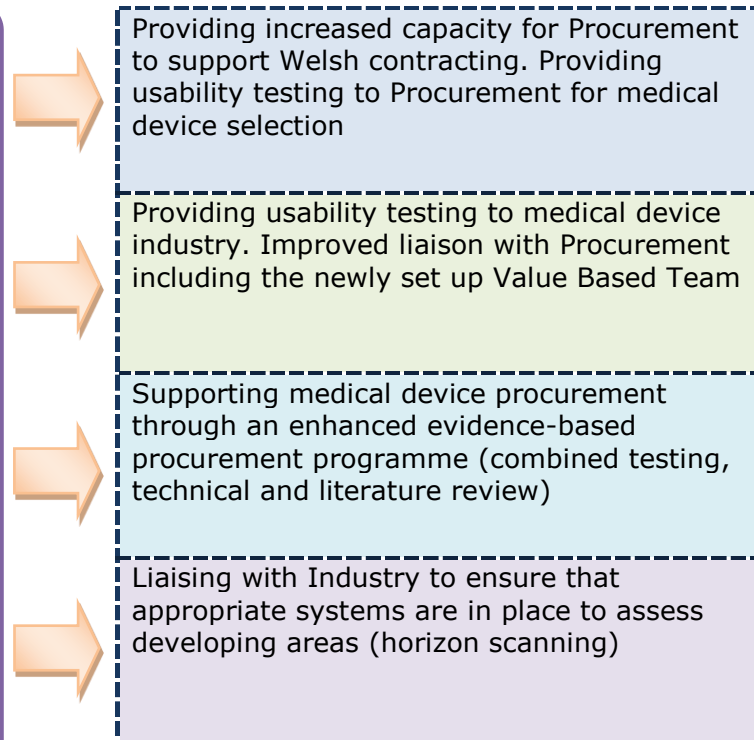 Providing increased capacity for Procurement
to support Welsh contracting. Providing
usability testing to Procurement for medical
device selection
Providing usability testing to medical device
industry. Improved liaison with Procurement
including the newly set up Value Based Team
Supporting medical device procurement
through an enhanced evidence-based
procurement programme (combined testing,
technical and literature review)
Liaising with Industry to ensure that
appropriate systems are in place to assess
developing areas (horizon scanning)